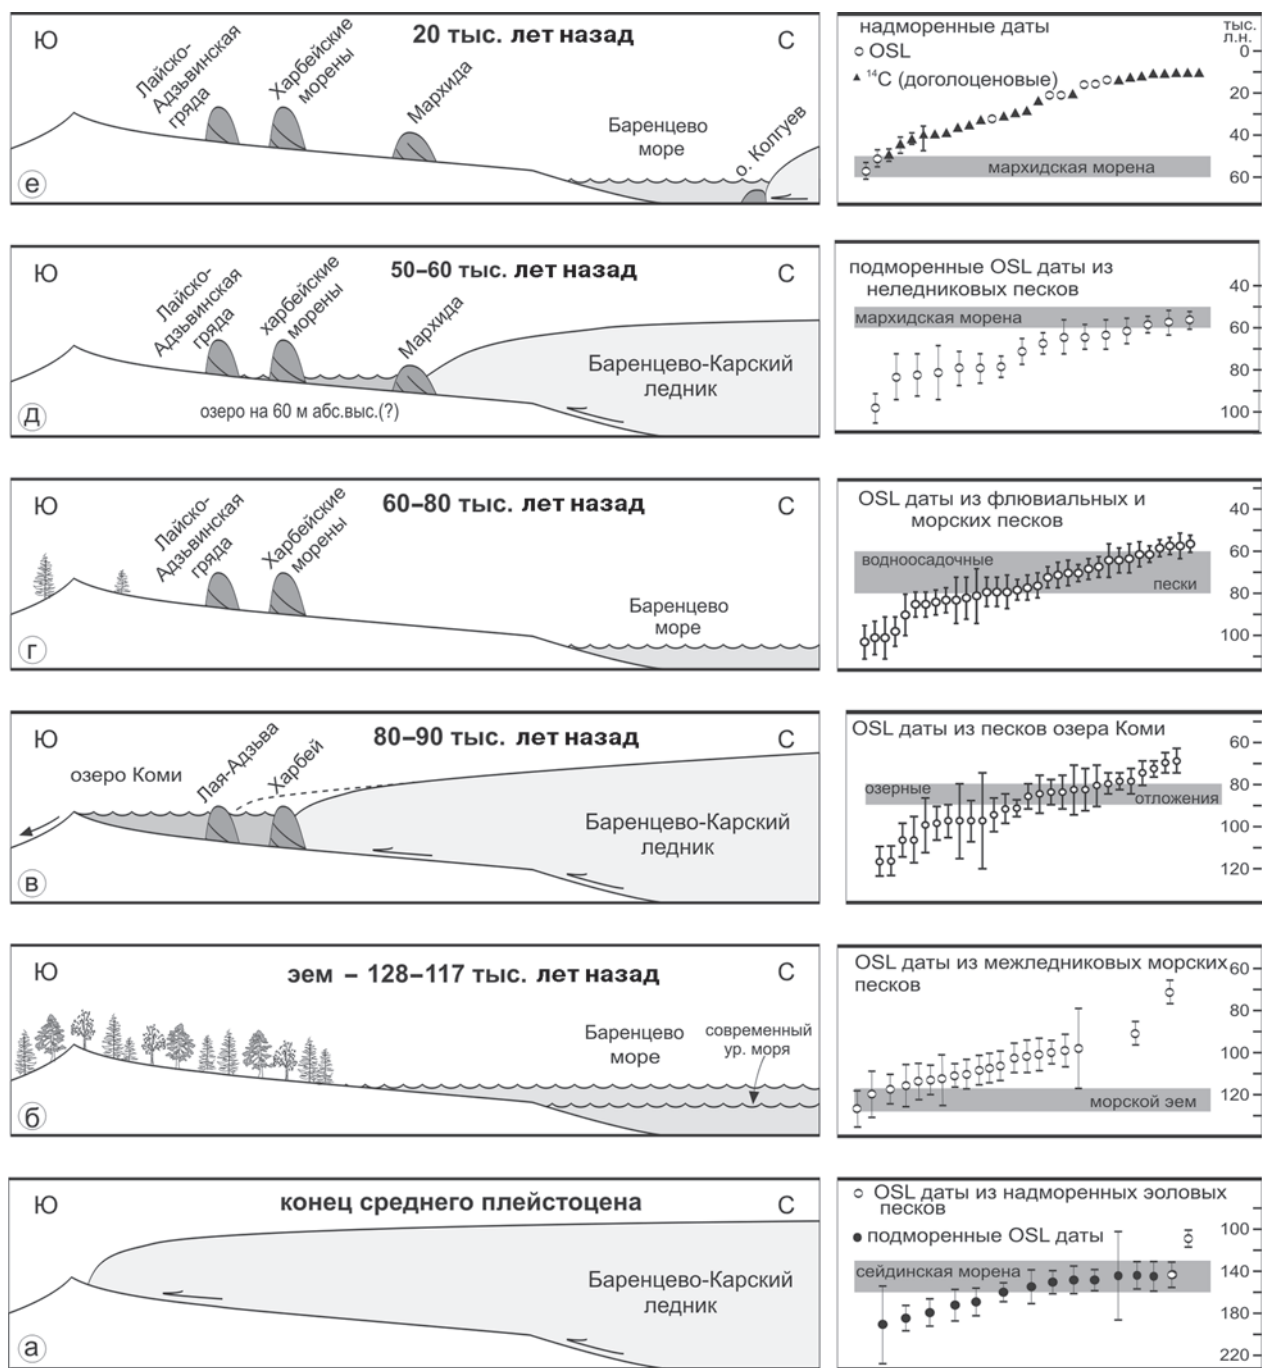 Ю
20 тыс. лет назад
С
Лайско-
Адзьвинская
гряда
Харбейские
морены
Мархида
Баренцево
море
о. Колгуев
е
надморенные даты
OSL
¹⁴C (доголоценовые)
мархидская морена
тыс.
л.н.
0
20
40
60
Ю
50–60 тыс. лет назад
С
Лайско-
Адзьвинская
гряда
харбейские
морены
Мархида
Баренцево-Карский
ледник
озеро на 60 м абс.выс.(?)
д
подморенные OSL даты из
неледниковых песков
мархидская морена
40
60
80
100
Ю
60–80 тыс. лет назад
С
Лайско-
Адзьвинская
гряда
Харбейские
морены
Баренцево
море
г
OSL даты из флювиальных и
морских песков
водноосадочные
пески
40
60
80
100
Ю
80–90 тыс. лет назад
С
озеро Коми
Лая-Адзьва
Харбей
Баренцево-Карский
ледник
в
OSL даты из песков озера Коми
озерные
отложения
60
80
100
120
Ю
эем – 128–117 тыс. лет назад
С
Баренцево
море
современный
ур. моря
б
OSL даты из межледниковых морских
песков
морской эем
60
80
100
120
Ю
конец среднего плейстоцена
С
Баренцево-Карский
ледник
а
OSL даты из надморенных эоловых
песков
подморенные OSL даты
сейдинская морена
100
140
180
220